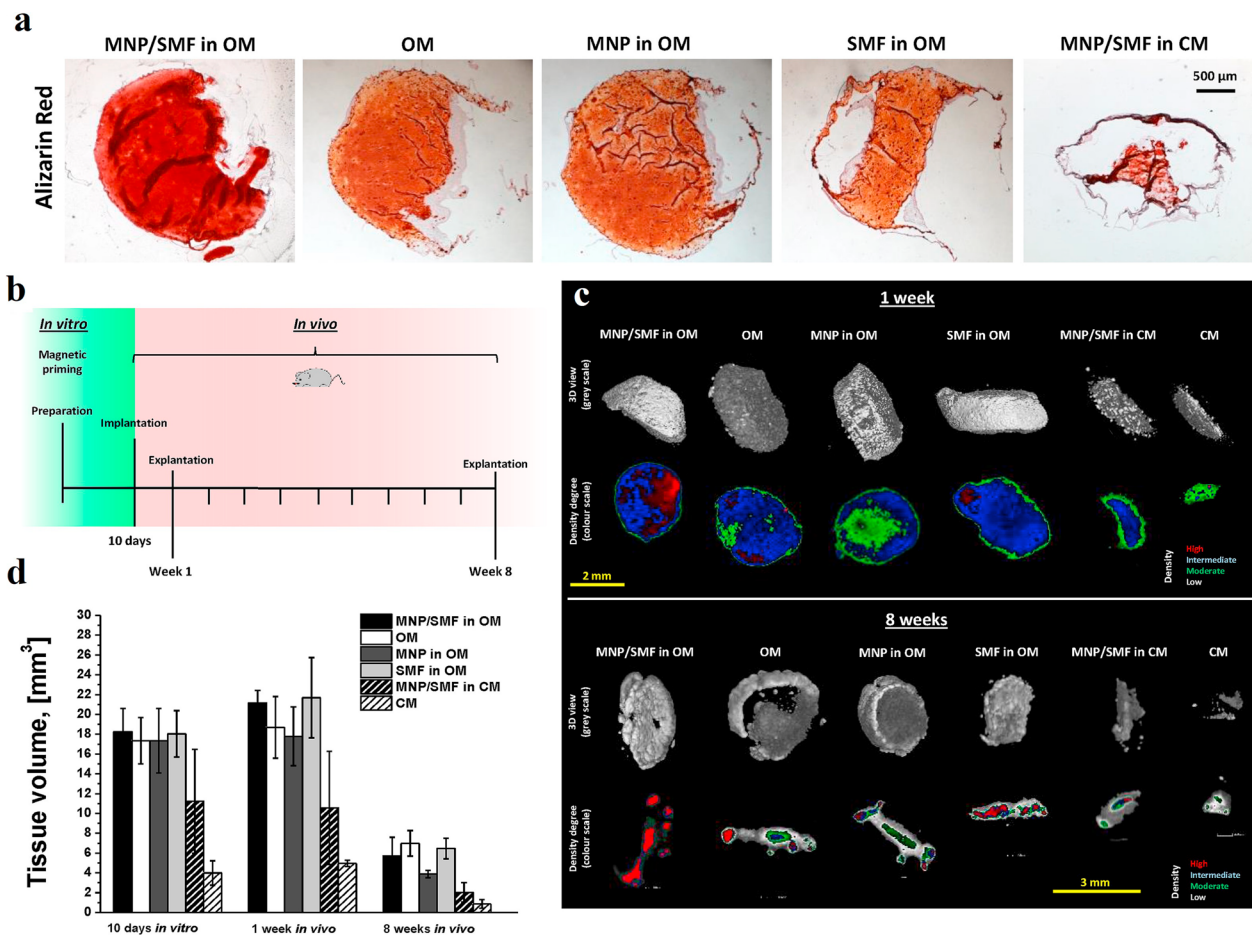 a
MNP/SMF in OM
OM
MNP in OM
SMF in OM
MNP/SMF in CM
Alizarin Red
500 µm
b
In vitro
In vivo
Magnetic
priming
Preparation
Implantation
Explantation
Explantation
10 days
Week 1
Week 8
c
1 week
MNP/SMF in OM
OM
MNP in OM
SMF in OM
MNP/SMF in CM
CM
3D view
(grey scale)
Density degree
(colour scale)
2 mm
Density
High
Intermediate
Moderate
Low
8 weeks
MNP/SMF in OM
OM
MNP in OM
SMF in OM
MNP/SMF in CM
CM
3D view
(grey scale)
Density degree
(colour scale)
3 mm
Density
High
Intermediate
Moderate
Low
d
Tissue volume, [mm³]
30
28
26
24
22
20
18
16
14
12
10
8
6
4
2
0
MNP/SMF in OM
OM
MNP in OM
SMF in OM
MNP/SMF in CM
CM
10 days in vitro
1 week in vivo
8 weeks in vivo